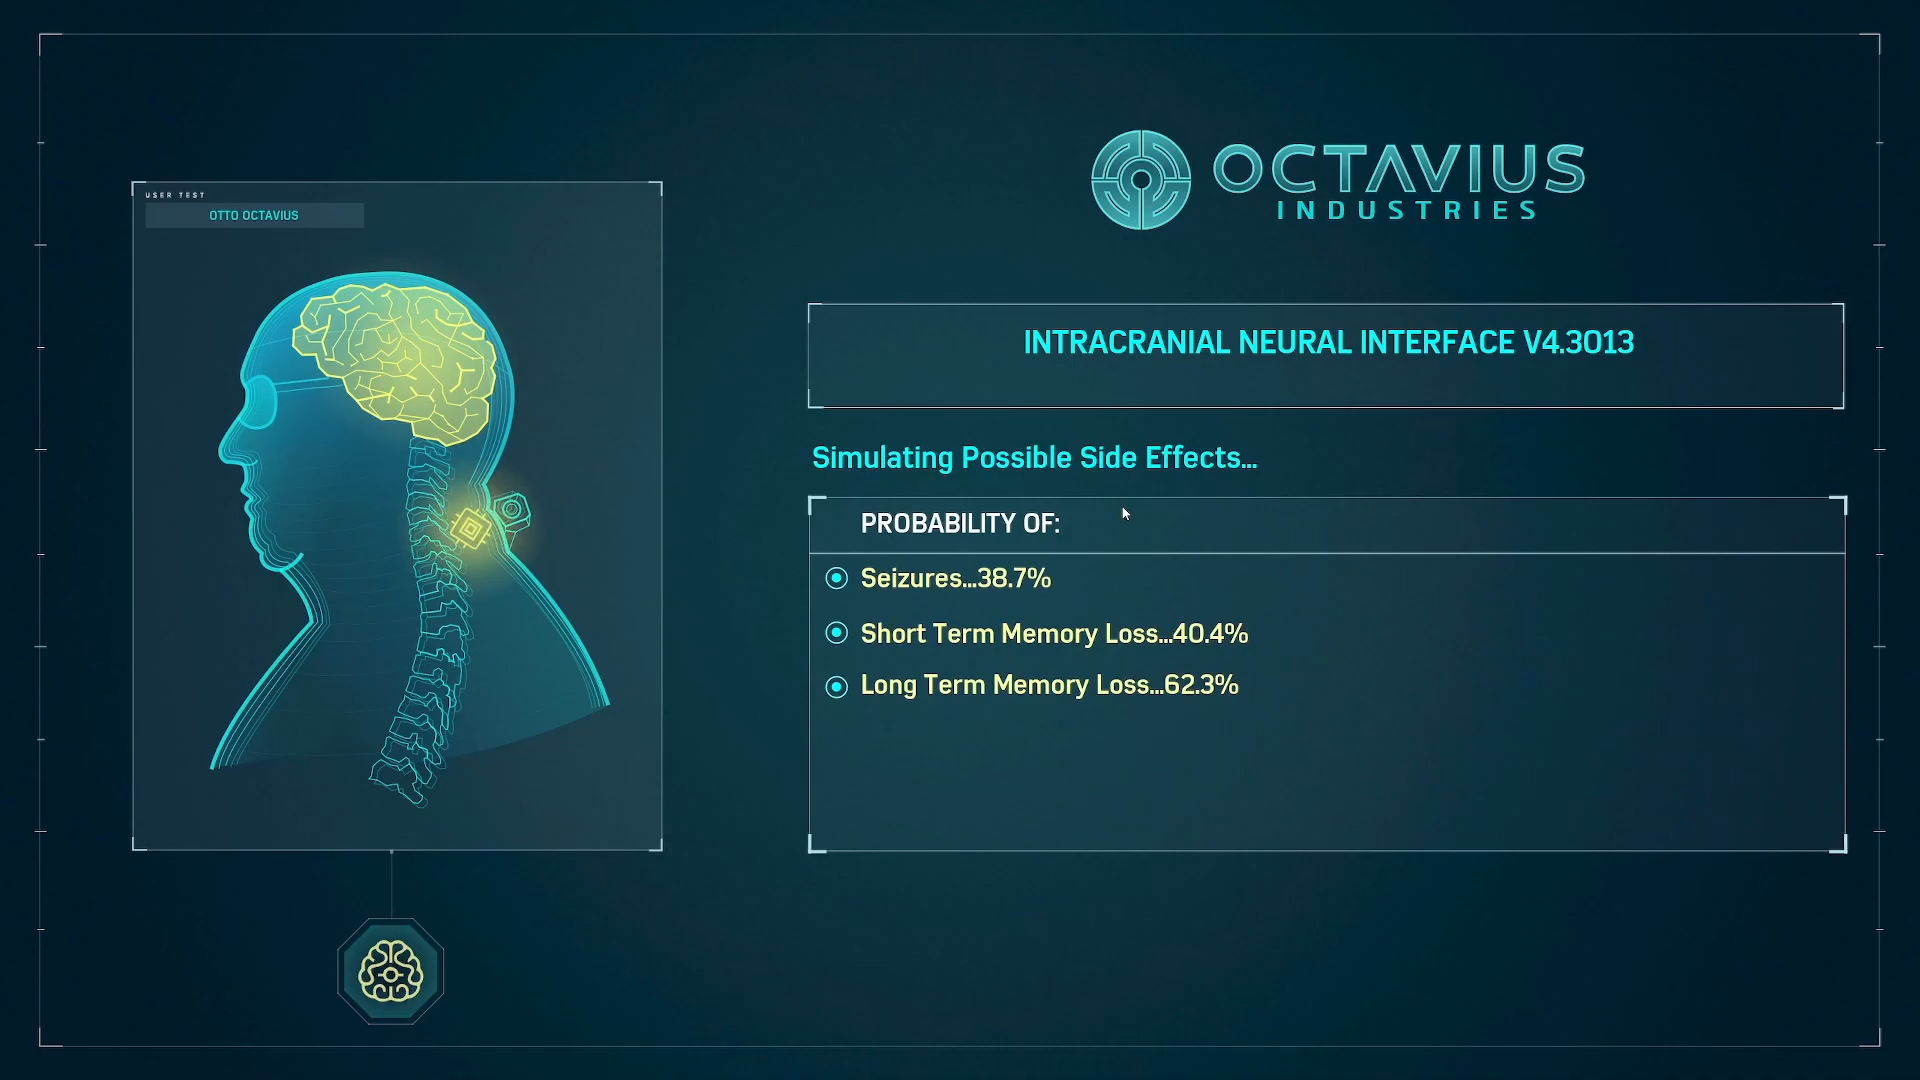 USER TEST
OTTO OCTAVIUS
OCTAVIUS
INDUSTRIES
INTRACRANIAL NEURAL INTERFACE V4.3013
Simulating Possible Side Effects...
PROBABILITY OF:
Seizures...38.7%
Short Term Memory Loss...40.4%
Long Term Memory Loss...62.3%